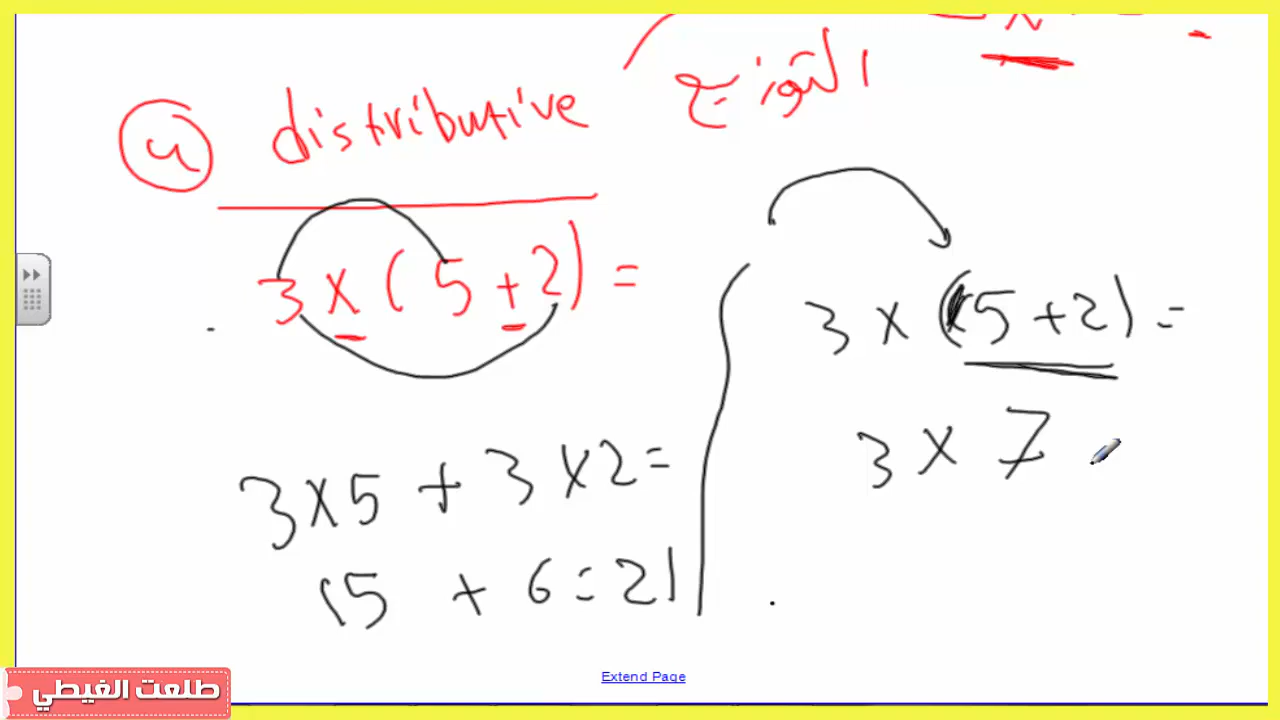 4 distributive التوزيع
3 × (5 + 2) =
3 × 5 + 3 × 2 =
15 + 6 = 21
3 × (5 + 2) =
3 × 7
Extend Page
طلعت الغيطي